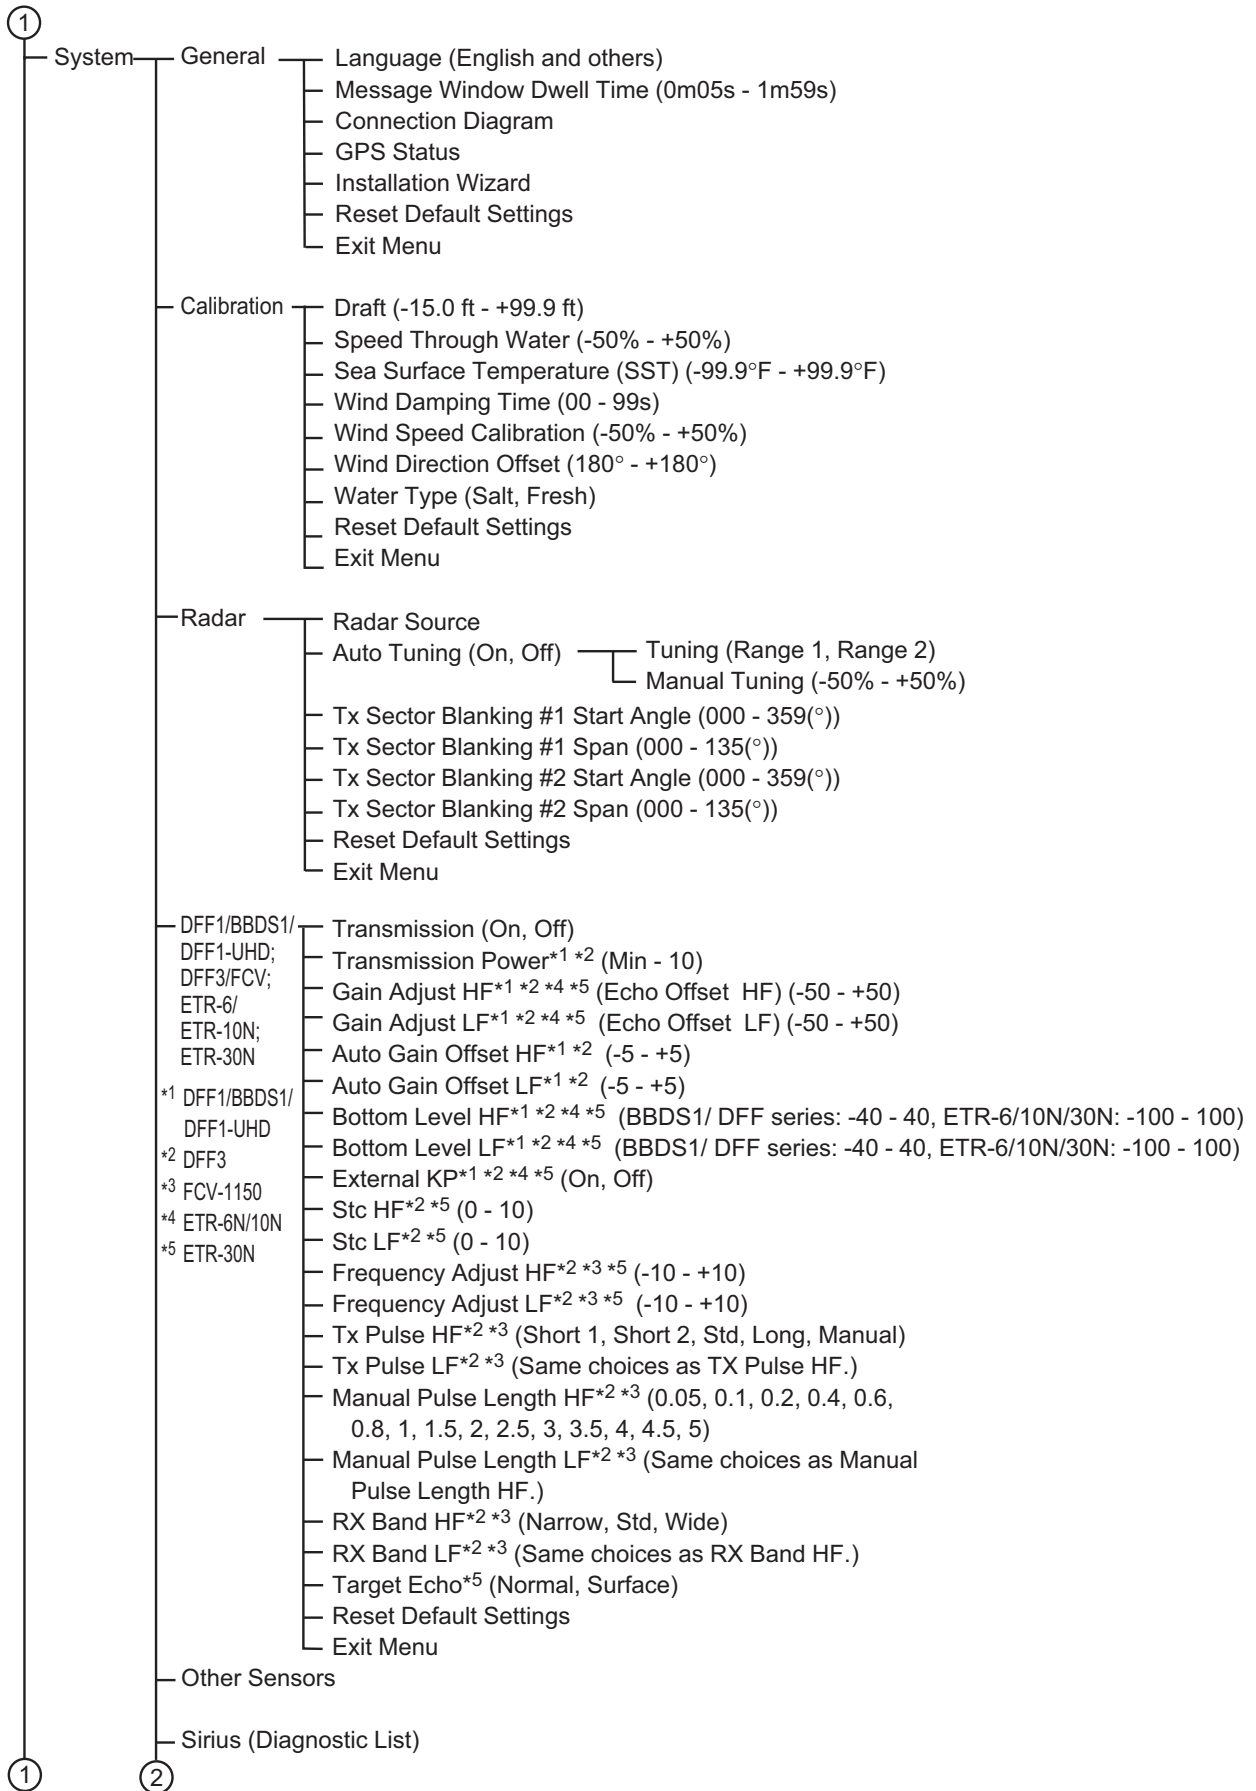 1
System
General
Language (English and others)
Message Window Dwell Time (0m05s - 1m59s)
Connection Diagram
GPS Status
Installation Wizard
Reset Default Settings
Exit Menu
Calibration
Draft (-15.0 ft - +99.9 ft)
Speed Through Water (-50% - +50%)
Sea Surface Temperature (SST) (-99.9°F - +99.9°F)
Wind Damping Time (00 - 99s)
Wind Speed Calibration (-50% - +50%)
Wind Direction Offset (180° - +180°)
Water Type (Salt, Fresh)
Reset Default Settings
Exit Menu
Radar
Radar Source
Auto Tuning (On, Off)
Tuning (Range 1, Range 2)
Manual Tuning (-50% - +50%)
Tx Sector Blanking #1 Start Angle (000 - 359(°))
Tx Sector Blanking #1 Span (000 - 135(°))
Tx Sector Blanking #2 Start Angle (000 - 359(°))
Tx Sector Blanking #2 Span (000 - 135(°))
Reset Default Settings
Exit Menu
DFF1/BBDS1/
DFF1-UHD;
DFF3/FCV;
ETR-6/
ETR-10N;
ETR-30N
*1 DFF1/BBDS1/
DFF1-UHD
*2 DFF3
*3 FCV-1150
*4 ETR-6N/10N
*5 ETR-30N
Transmission (On, Off)
Transmission Power*1 *2 (Min - 10)
Gain Adjust HF*1 *2 *4 *5 (Echo Offset HF) (-50 - +50)
Gain Adjust LF*1 *2 *4 *5 (Echo Offset LF) (-50 - +50)
Auto Gain Offset HF*1 *2 (-5 - +5)
Auto Gain Offset LF*1 *2 (-5 - +5)
Bottom Level HF*1 *2 *4 *5 (BBDS1/ DFF series: -40 - 40, ETR-6/10N/30N: -100 - 100)
Bottom Level LF*1 *2 *4 *5 (BBDS1/ DFF series: -40 - 40, ETR-6/10N/30N: -100 - 100)
External KP*1 *2 *4 *5 (On, Off)
Stc HF*2 *5 (0 - 10)
Stc LF*2 *5 (0 - 10)
Frequency Adjust HF*2 *3 *5 (-10 - +10)
Frequency Adjust LF*2 *3 *5 (-10 - +10)
Tx Pulse HF*2 *3 (Short 1, Short 2, Std, Long, Manual)
Tx Pulse LF*2 *3 (Same choices as TX Pulse HF.)
Manual Pulse Length HF*2 *3 (0.05, 0.1, 0.2, 0.4, 0.6,
0.8, 1, 1.5, 2, 2.5, 3, 3.5, 4, 4.5, 5)
Manual Pulse Length LF*2 *3 (Same choices as Manual
Pulse Length HF.)
RX Band HF*2 *3 (Narrow, Std, Wide)
RX Band LF*2 *3 (Same choices as RX Band HF.)
Target Echo*5 (Normal, Surface)
Reset Default Settings
Exit Menu
Other Sensors
Sirius (Diagnostic List)
1
2